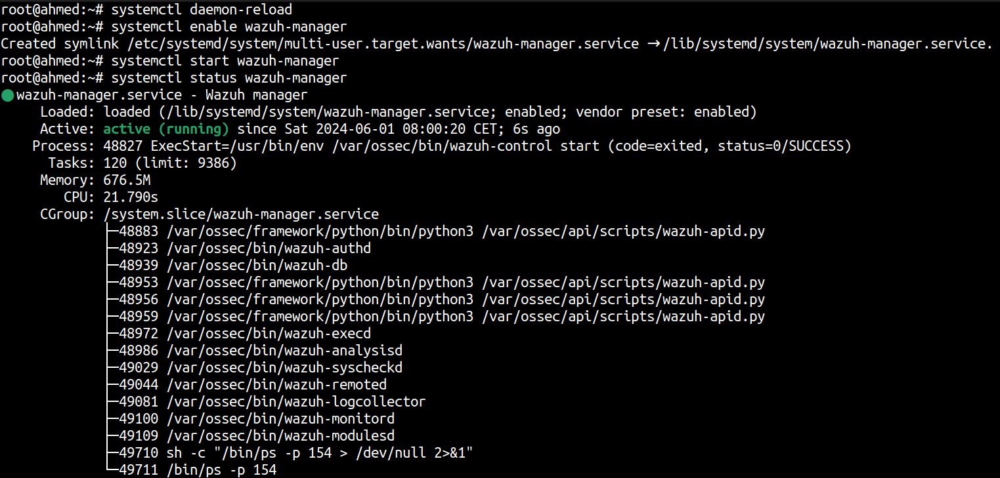 root@ahmed:~# systemctl daemon-reload
root@ahmed:~# systemctl enable wazuh-manager
Created symlink /etc/systemd/system/multi-user.target.wants/wazuh-manager.service → /lib/systemd/system/wazuh-manager.service.
root@ahmed:~# systemctl start wazuh-manager
root@ahmed:~# systemctl status wazuh-manager
● wazuh-manager.service - Wazuh manager
     Loaded: loaded (/lib/systemd/system/wazuh-manager.service; enabled; vendor preset: enabled)
     Active: active (running) since Sat 2024-06-01 08:00:20 CET; 6s ago
    Process: 48827 ExecStart=/usr/bin/env /var/ossec/bin/wazuh-control start (code=exited, status=0/SUCCESS)
      Tasks: 120 (limit: 9386)
     Memory: 676.5M
        CPU: 21.790s
     CGroup: /system.slice/wazuh-manager.service
             ├─48883 /var/ossec/framework/python/bin/python3 /var/ossec/api/scripts/wazuh-apid.py
             ├─48923 /var/ossec/bin/wazuh-authd
             ├─48939 /var/ossec/bin/wazuh-db
             ├─48953 /var/ossec/framework/python/bin/python3 /var/ossec/api/scripts/wazuh-apid.py
             ├─48956 /var/ossec/framework/python/bin/python3 /var/ossec/api/scripts/wazuh-apid.py
             ├─48959 /var/ossec/framework/python/bin/python3 /var/ossec/api/scripts/wazuh-apid.py
             ├─48972 /var/ossec/bin/wazuh-execd
             ├─48986 /var/ossec/bin/wazuh-analysisd
             ├─49029 /var/ossec/bin/wazuh-syscheckd
             ├─49044 /var/ossec/bin/wazuh-remoted
             ├─49081 /var/ossec/bin/wazuh-logcollector
             ├─49100 /var/ossec/bin/wazuh-monitord
             ├─49109 /var/ossec/bin/wazuh-modulesd
             ├─49710 sh -c "/bin/ps -p 154 > /dev/null 2>&1"
             └─49711 /bin/ps -p 154